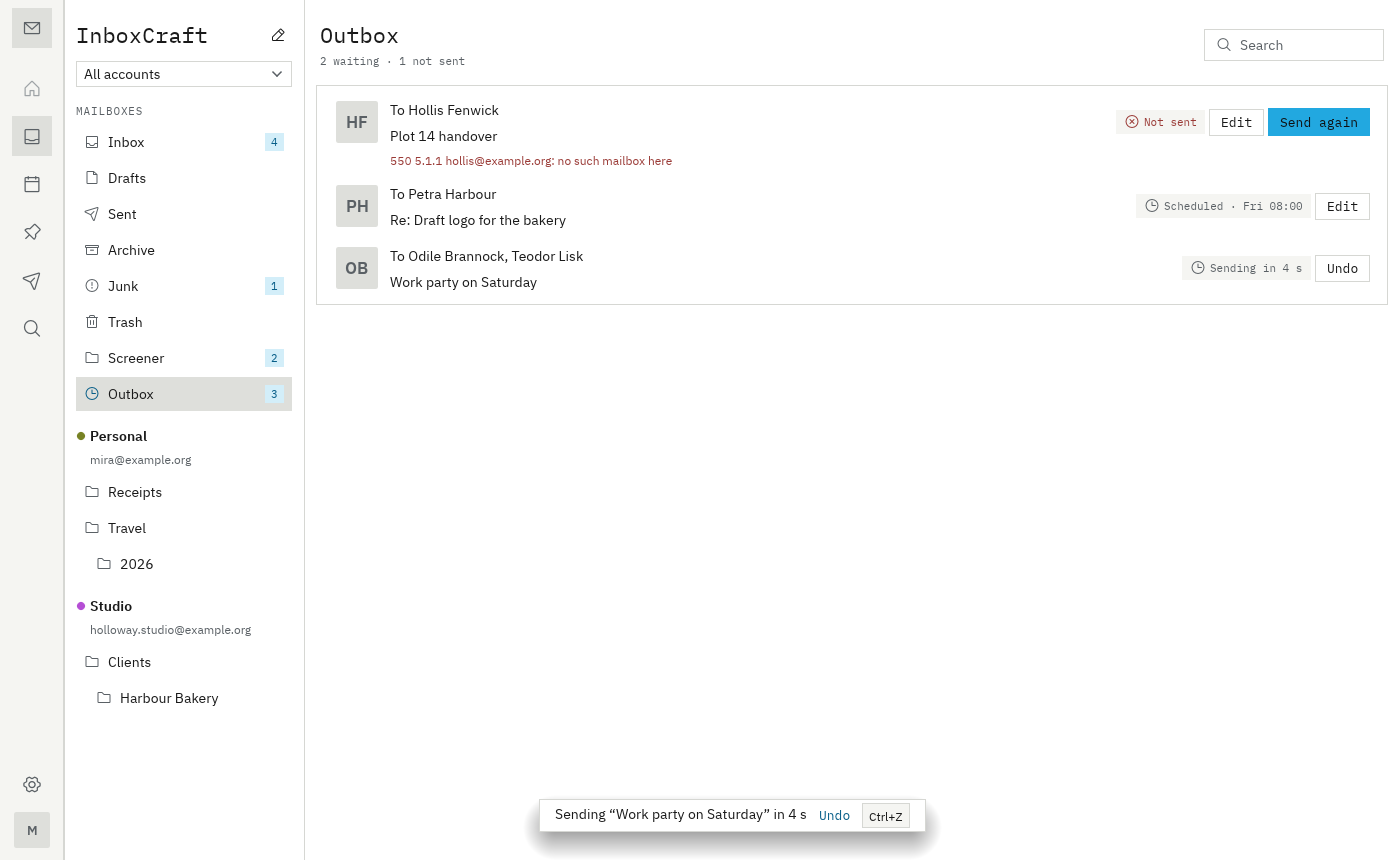 InboxCraft
All accounts
MAILBOXES
Inbox 4
Drafts
Sent
Archive
Junk 1
Trash
Screener 2
Outbox 3
Personal
mira@example.org
Receipts
Travel
2026
Studio
holloway.studio@example.org
Clients
Harbour Bakery
M
Outbox
2 waiting · 1 not sent
Search
HF
To Hollis Fenwick
Plot 14 handover
550 5.1.1 hollis@example.org: no such mailbox here
Not sent Edit Send again
PH
To Petra Harbour
Re: Draft logo for the bakery
Scheduled · Fri 08:00 Edit
OB
To Odile Brannock, Teodor Lisk
Work party on Saturday
Sending in 4 s Undo
Sending “Work party on Saturday” in 4 s Undo Ctrl+Z